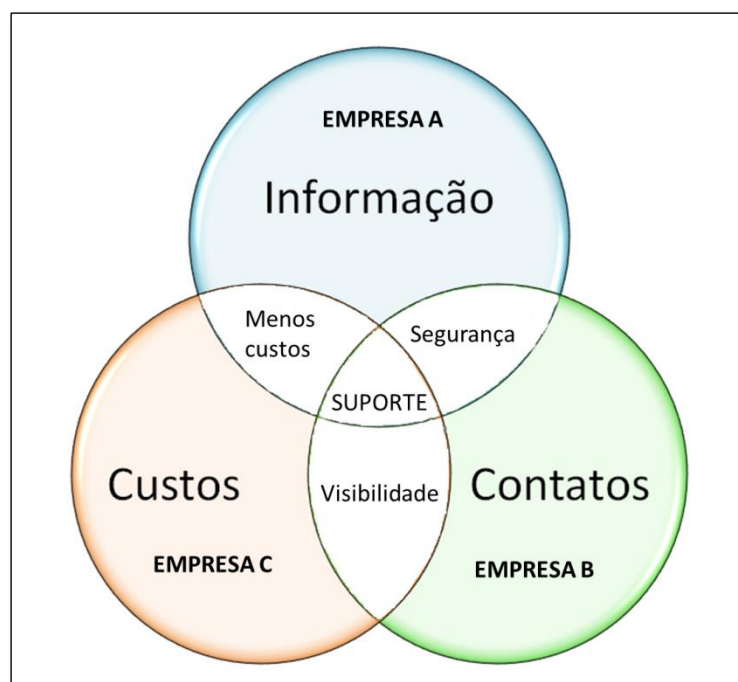 EMPRESA A
Informação
Menos
custos
Segurança
SUPORTE
Custos
Visibilidade
Contatos
EMPRESA C
EMPRESA B